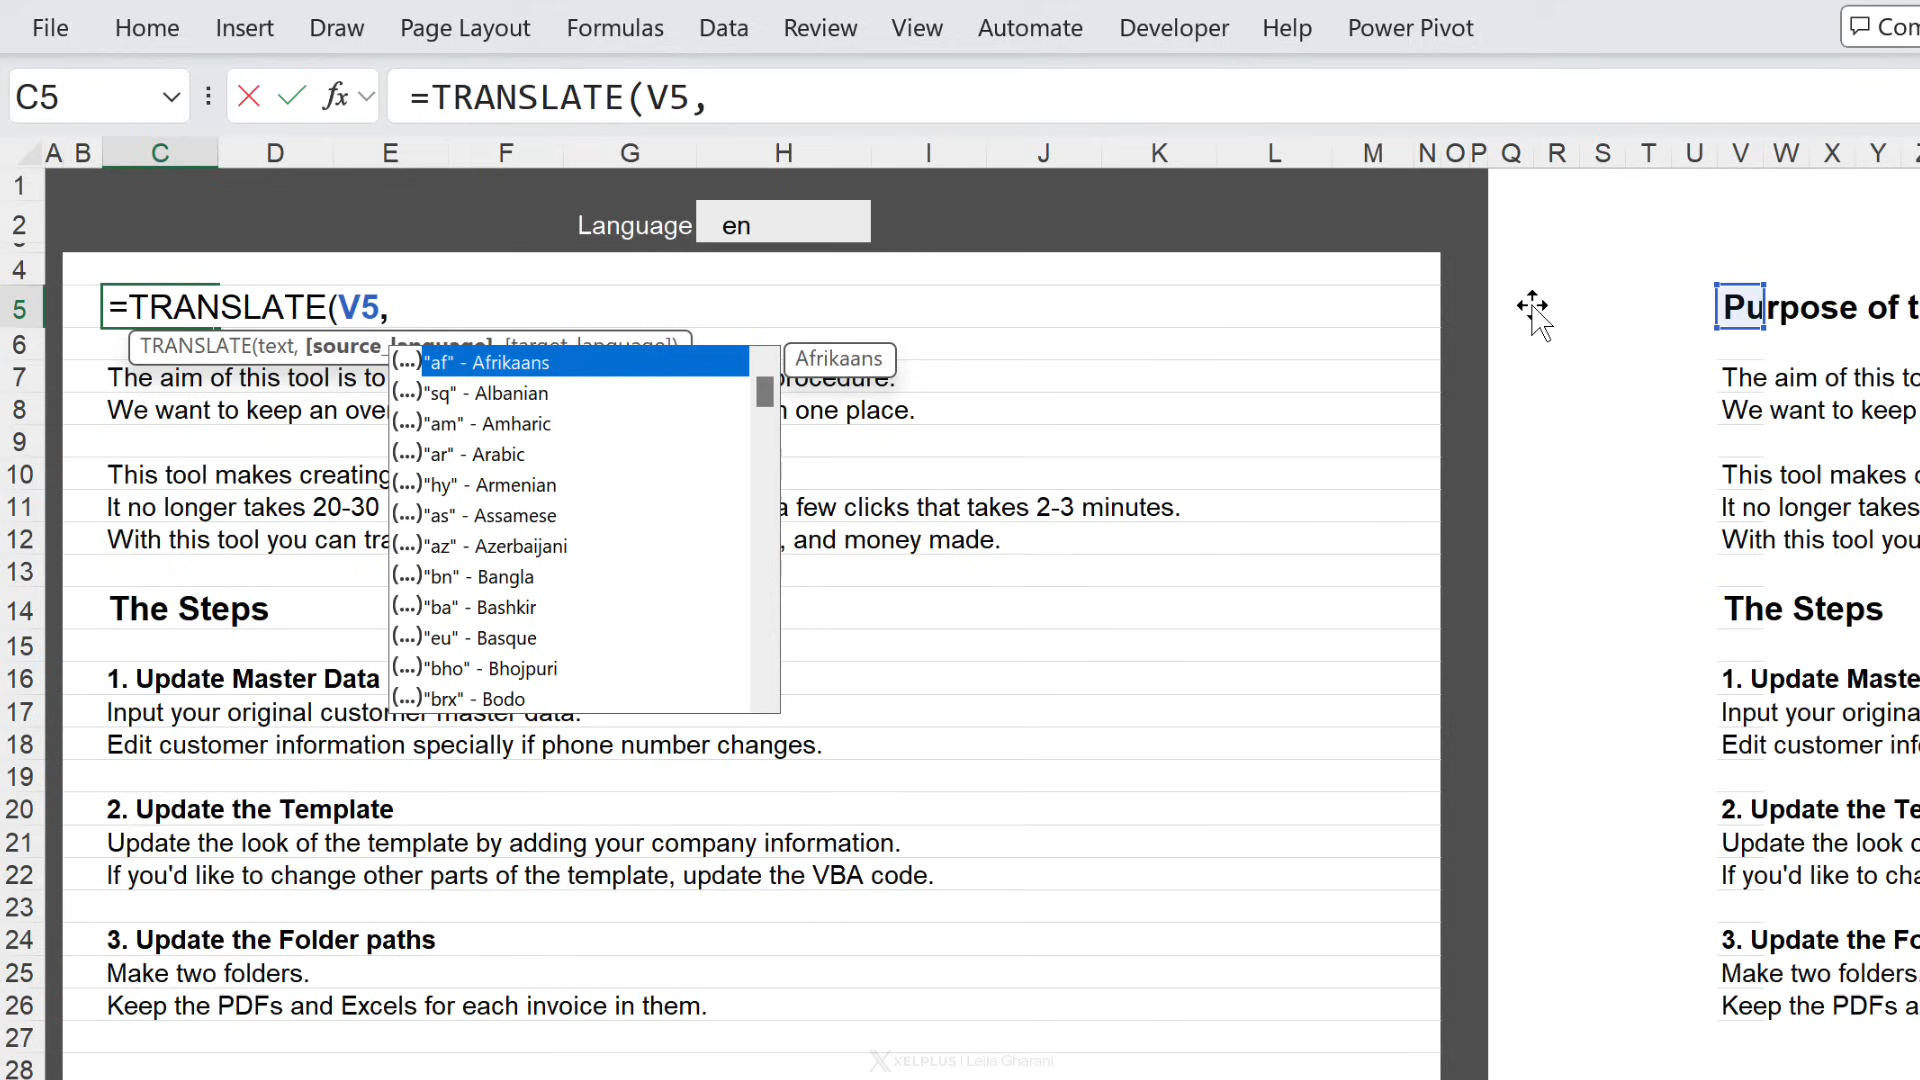 File Home Insert Draw Page Layout Formulas Data Review View Automate Developer Help Power Pivot Com
C5 fx =TRANSLATE(V5,
A B C D E F G H I J K L M N O P Q R S T U V W X Y Z
1
2 Language en
4
5 =TRANSLATE(V5, Purpose of t
6 TRANSLATE(text, [source_language], [target_language])
(...) "af" - Afrikaans Afrikaans
7 The aim of this tool is to procedure. The aim of this to
(...) "sq" - Albanian
8 We want to keep an over n one place. We want to keep
(...) "am" - Amharic
9
(...) "ar" - Arabic
10 This tool makes creating This tool makes c
(...) "hy" - Armenian
11 It no longer takes 20-30 a few clicks that takes 2-3 minutes. It no longer takes
(...) "as" - Assamese
12 With this tool you can tra , and money made. With this tool you
(...) "az" - Azerbaijani
13
(...) "bn" - Bangla
14 The Steps The Steps
(...) "ba" - Bashkir
15
(...) "eu" - Basque
16 1. Update Master Data 1. Update Maste
(...) "bho" - Bhojpuri
(...) "brx" - Bodo
17 Input your original customer master data. Input your origina
18 Edit customer information specially if phone number changes. Edit customer inf
19
20 2. Update the Template 2. Update the Te
21 Update the look of the template by adding your company information. Update the look o
22 If you'd like to change other parts of the template, update the VBA code. If you'd like to cha
23
24 3. Update the Folder paths 3. Update the Fo
25 Make two folders. Make two folders.
26 Keep the PDFs and Excels for each invoice in them. Keep the PDFs a
27
28
XELPLUS | Leila Gharani